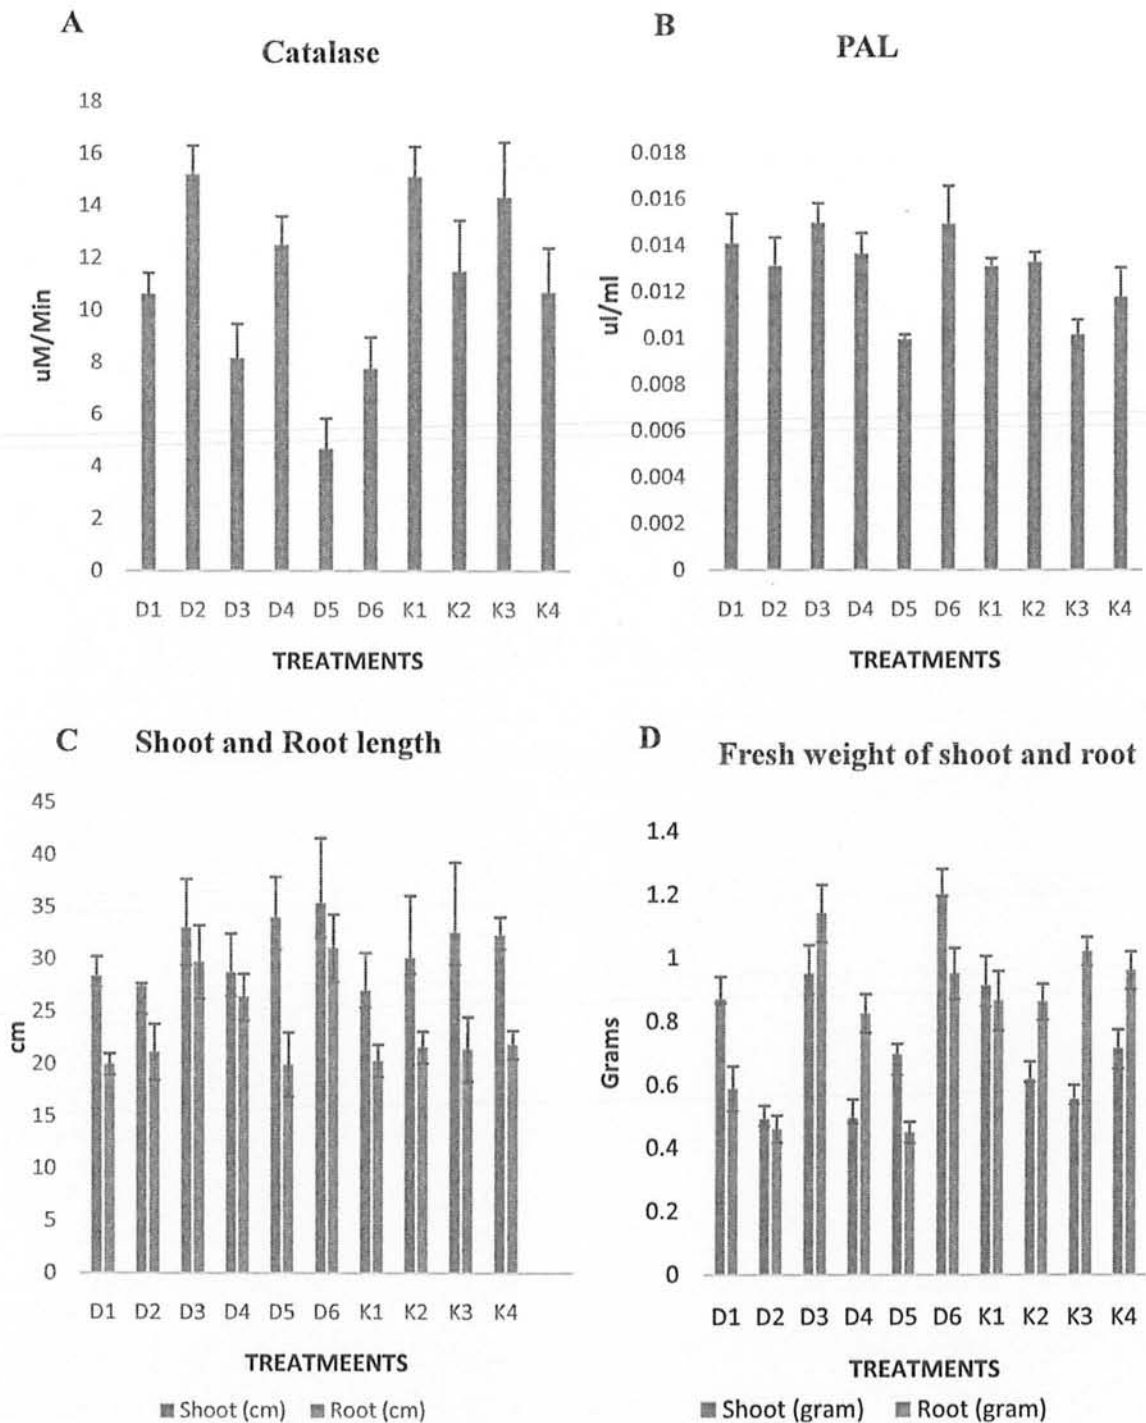 A
Catalase
18
16
14
12
10
8
6
4
2
0
uM/Min
D1 D2 D3 D4 D5 D6 K1 K2 K3 K4
TREATMENTS
B
PAL
0.018
0.016
0.014
0.012
0.01
0.008
0.006
0.004
0.002
0
ul/ml
D1 D2 D3 D4 D5 D6 K1 K2 K3 K4
TREATMENTS
C
Shoot and Root length
45
40
35
30
25
20
15
10
5
0
cm
D1 D2 D3 D4 D5 D6 K1 K2 K3 K4
TREATMEENTS
Shoot (cm) Root (cm)
D
Fresh weight of shoot and root
1.4
1.2
1
0.8
0.6
0.4
0.2
0
Grams
D1 D2 D3 D4 D5 D6 K1 K2 K3 K4
TREATMENTS
Shoot (gram) Root (gram)